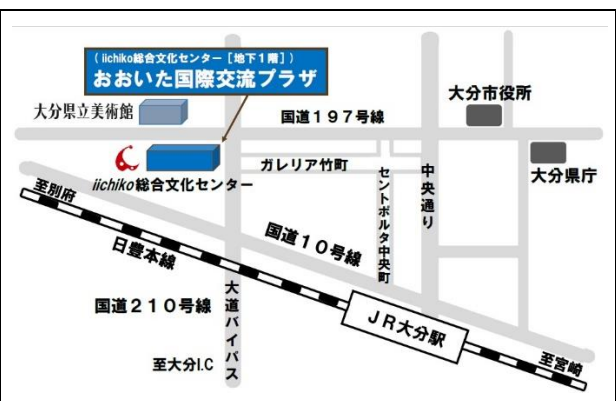 (iichiko総合文化センター[地下1階])
おおいた国際交流プラザ
大分県立美術館
国道197号線
大分市役所
大分県庁
iichiko総合文化センター
ガレリア竹町
セントポルタ中央町
中央通り
至別府
日豊本線
国道10号線
国道210号線
大道バイパス
JR大分駅
至大分I.C
至宮崎